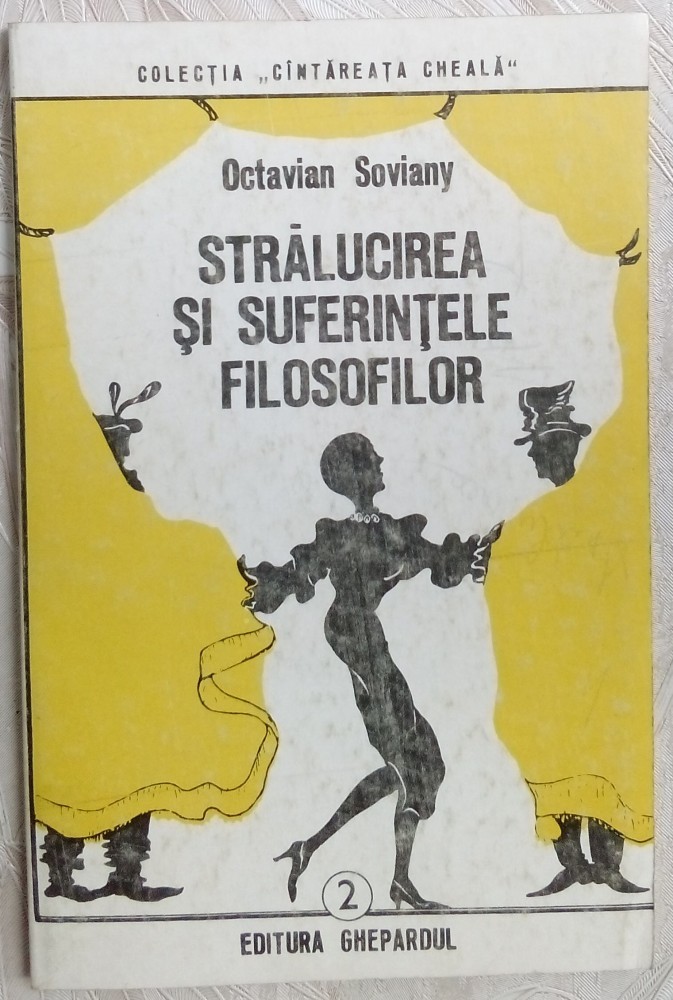 COLECȚIA „CÎNTĂREAȚA CHEALĂ“
Octavian Soviany
STRĂLUCIREA
ȘI SUFERINȚELE
FILOSOFILOR
2
EDITURA GHEPARDUL